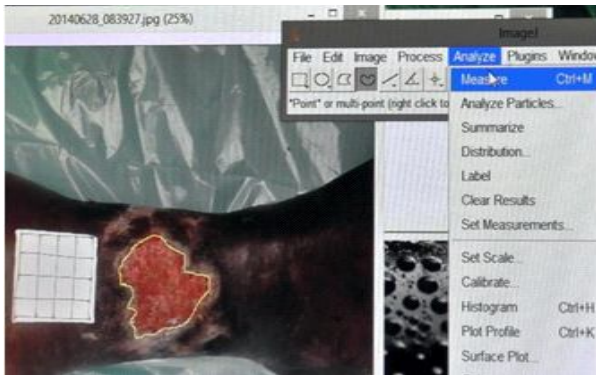 20140628_083927.jpg (25%)
ImageJ
File Edit Image Process Analyze Plugins Window
*Point* or multi-point (right click to
Measure Ctrl+M
Analyze Particles...
Summarize
Distribution...
Label
Clear Results
Set Measurements...
Set Scale...
Calibrate...
Histogram Ctrl+H
Plot Profile Ctrl+K
Surface Plot...